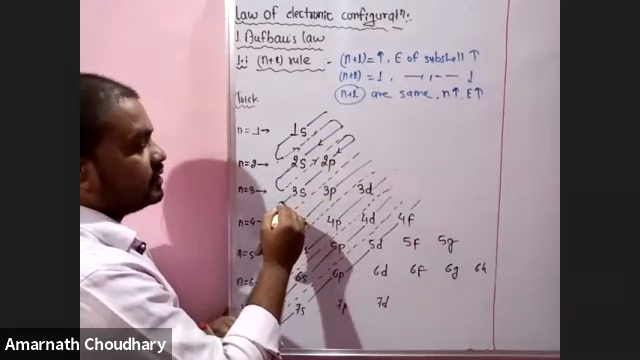 Law of electronic configuratn:.
1. Aufbau's law
1.i (n+l) rule :- (n+l) = ↑, E of subshell ↑
(n+l) = ↓, —,,— — ↓
(n+l) are same, n↑, E↑
Trick
n=1→ 1s
n=2→ 2s 2p
n=3→ 3s 3p 3d
n=4- 4p 4d 4f
n=5 s 5p 5d 5f 5g
n=6 6s 6p 6d 6f 6g 6h
7s 7p 7d
Amarnath Choudhary